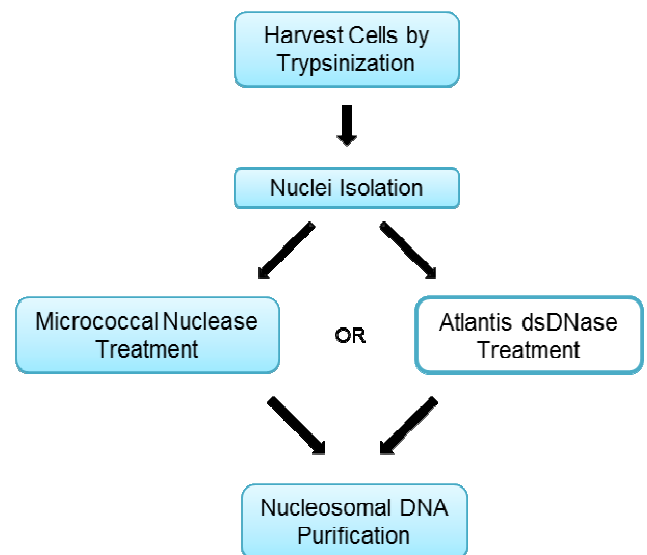 Harvest Cells by
Trypsinization
Nuclei Isolation
Micrococcal Nuclease
Treatment
OR
Atlantis dsDNase
Treatment
Nucleosomal DNA
Purification